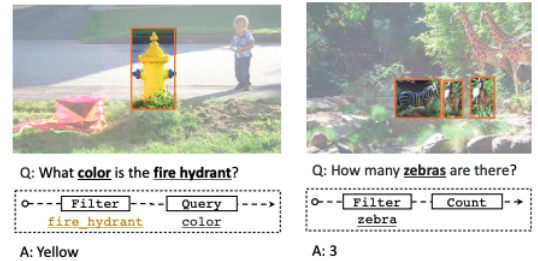 Q: What color is the fire hydrant?
Filter Query
fire_hydrant color
A: Yellow
Q: How many zebras are there?
Filter Count
zebra
A: 3